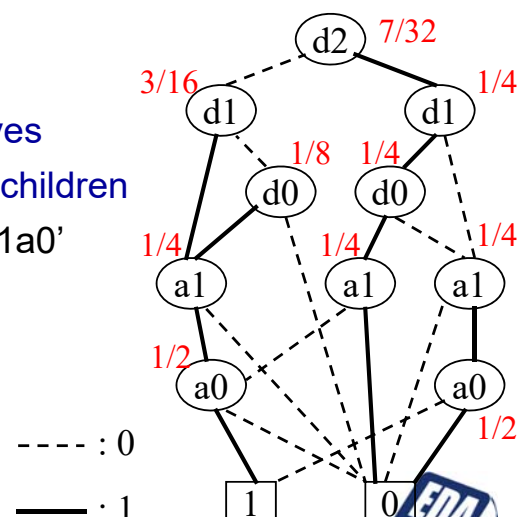 d2 7/32
3/16 1/4
d1 d1
ves
1/8 1/4
children
d0 d0
1a0’
1/4 1/4 1/4
a1 a1 a1
1/2
a0 a0
1/2
: 0
: 1
1 0
EDA